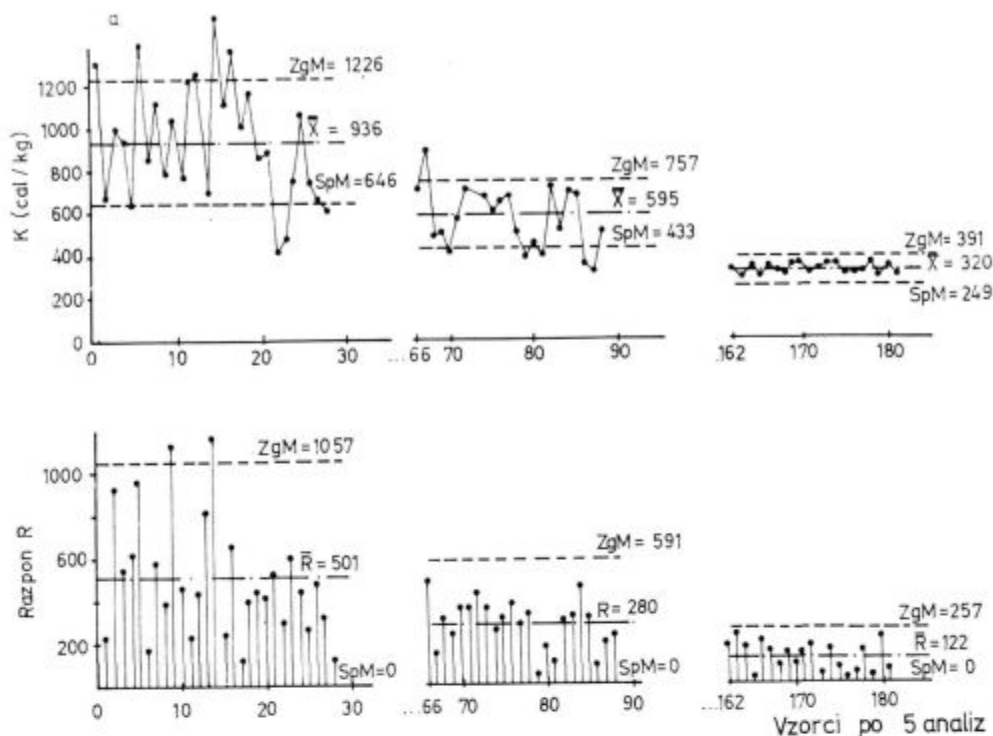 a
K (cal/kg)
1200
1000
800
600
400
200
0
ZgM = 1226
X̿ = 936
SpM = 646
0 10 20 30
ZgM = 757
X̿ = 595
SpM = 433
...66 70 80 90
ZgM = 391
X̿ = 320
SpM = 249
.162 170 180
Razpon R
1000
600
200
ZgM = 1057
R̅ = 501
SpM=0
0 10 20 30
ZgM = 591
R = 280
SpM=0
...66 70 80 90
ZgM = 257
R̅ = 122
SpM = 0
...162 170 180
Vzorci po 5 analiz